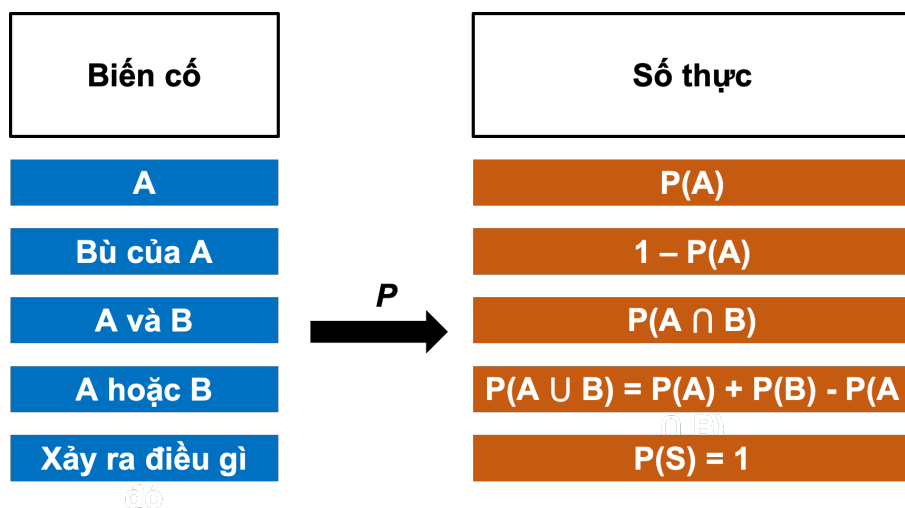 Biến cố
Số thực
A
P(A)
Bù của A
1 – P(A)
A và B
P
P(A ∩ B)
A hoặc B
P(A ∪ B) = P(A) + P(B) - P(A
∩ B)
Xảy ra điều gì
đó
P(S) = 1